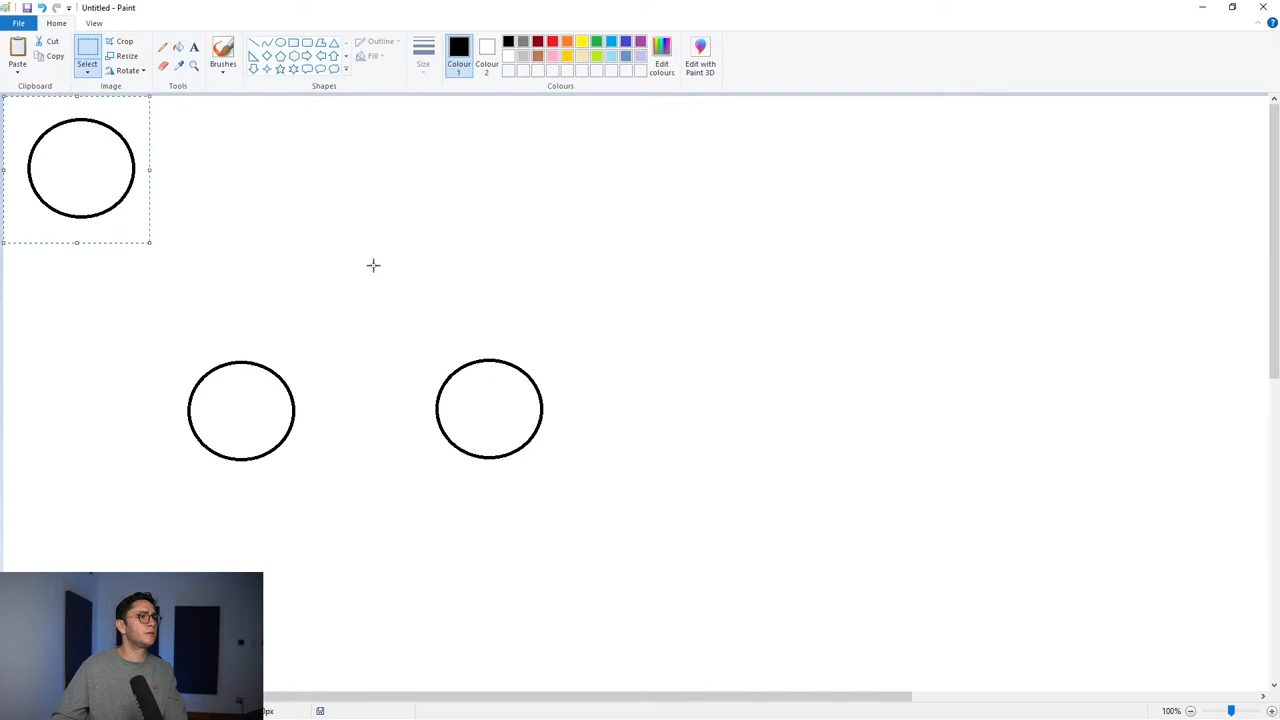 Untitled - Paint
File
Home
View
Paste
Cut
Copy
Clipboard
Select
Crop
Resize
Rotate
Image
A
Tools
Brushes
Outline
Fill
Shapes
Size
Colour 1
Colour 2
Edit colours
Edit with Paint 3D
Colours
0px
100%